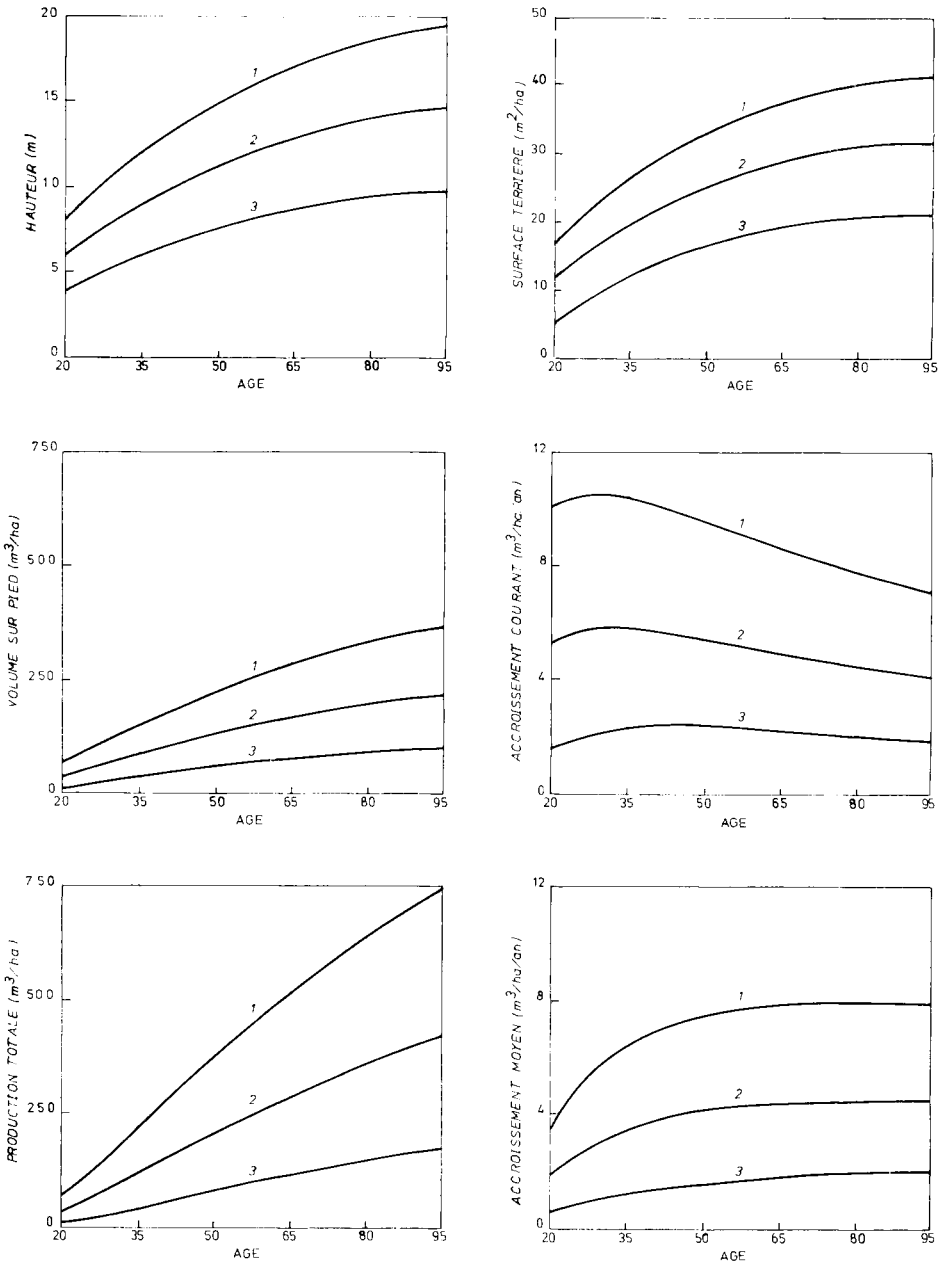 HAUTEUR (m)
20
15
10
5
0
1
2
3
20 35 50 65 80 95
AGE
SURFACE TERRIERE (m²/ha)
50
40
30
20
10
0
1
2
3
20 35 50 65 80 95
AGE
VOLUME SUR PIED (m³/ha)
750
500
250
0
1
2
3
20 35 50 65 80 95
AGE
ACCROISSEMENT COURANT (m³/ha/an)
12
8
4
0
1
2
3
20 35 50 65 80 95
AGE
PRODUCTION TOTALE (m³/ha)
750
500
250
0
1
2
3
20 35 50 65 80 95
AGE
ACCROISSEMENT MOYEN (m³/ha/an)
12
8
4
0
1
2
3
20 35 50 65 80 95
AGE